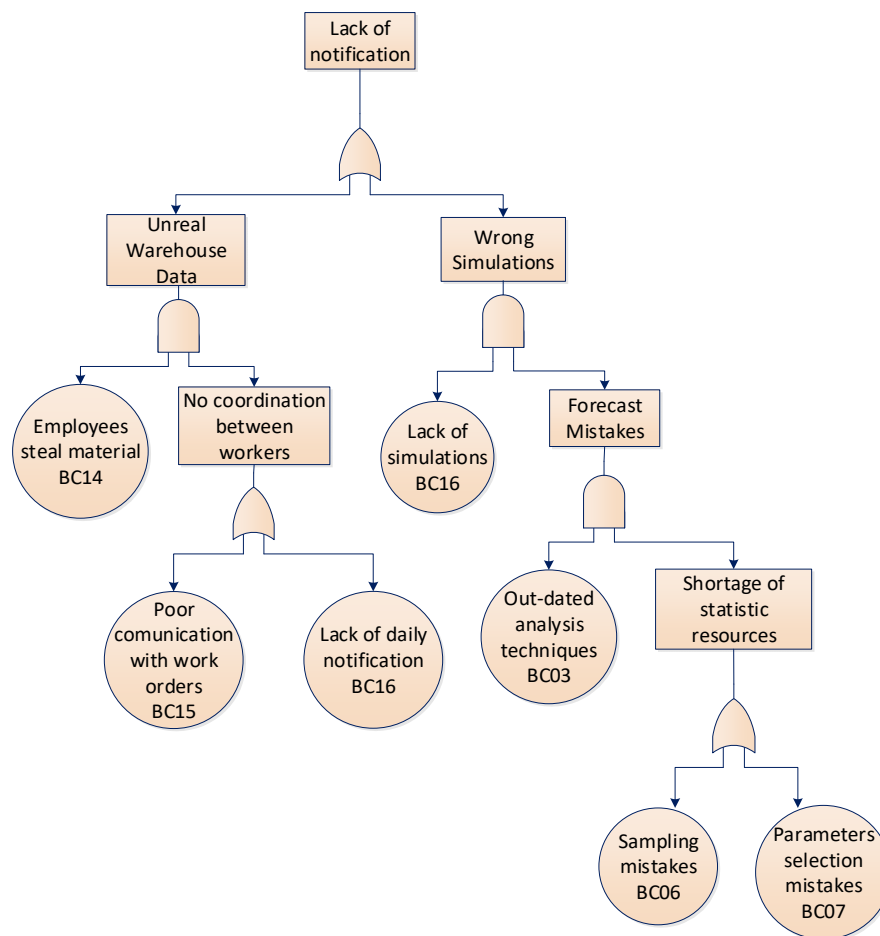 Lack of
notification
Unreal
Warehouse
Data
Wrong
Simulations
Employees
steal material
BC14
No coordination
between
workers
Lack of
simulations
BC16
Forecast
Mistakes
Poor
comunication
with work
orders
BC15
Lack of daily
notification
BC16
Out-dated
analysis
techniques
BC03
Shortage of
statistic
resources
Sampling
mistakes
BC06
Parameters
selection
mistakes
BC07